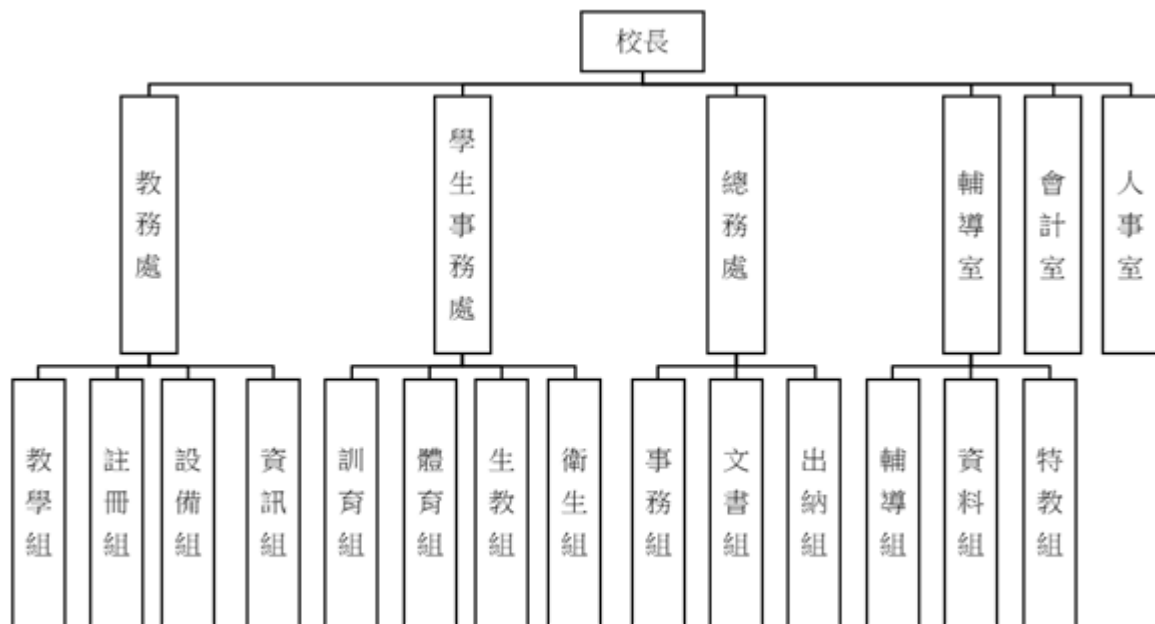 校長
教務處
學生事務處
總務處
輔導室
會計室
人事室
教學組
註冊組
設備組
資訊組
訓育組
體育組
生教組
衛生組
事務組
文書組
出納組
輔導組
資料組
特教組